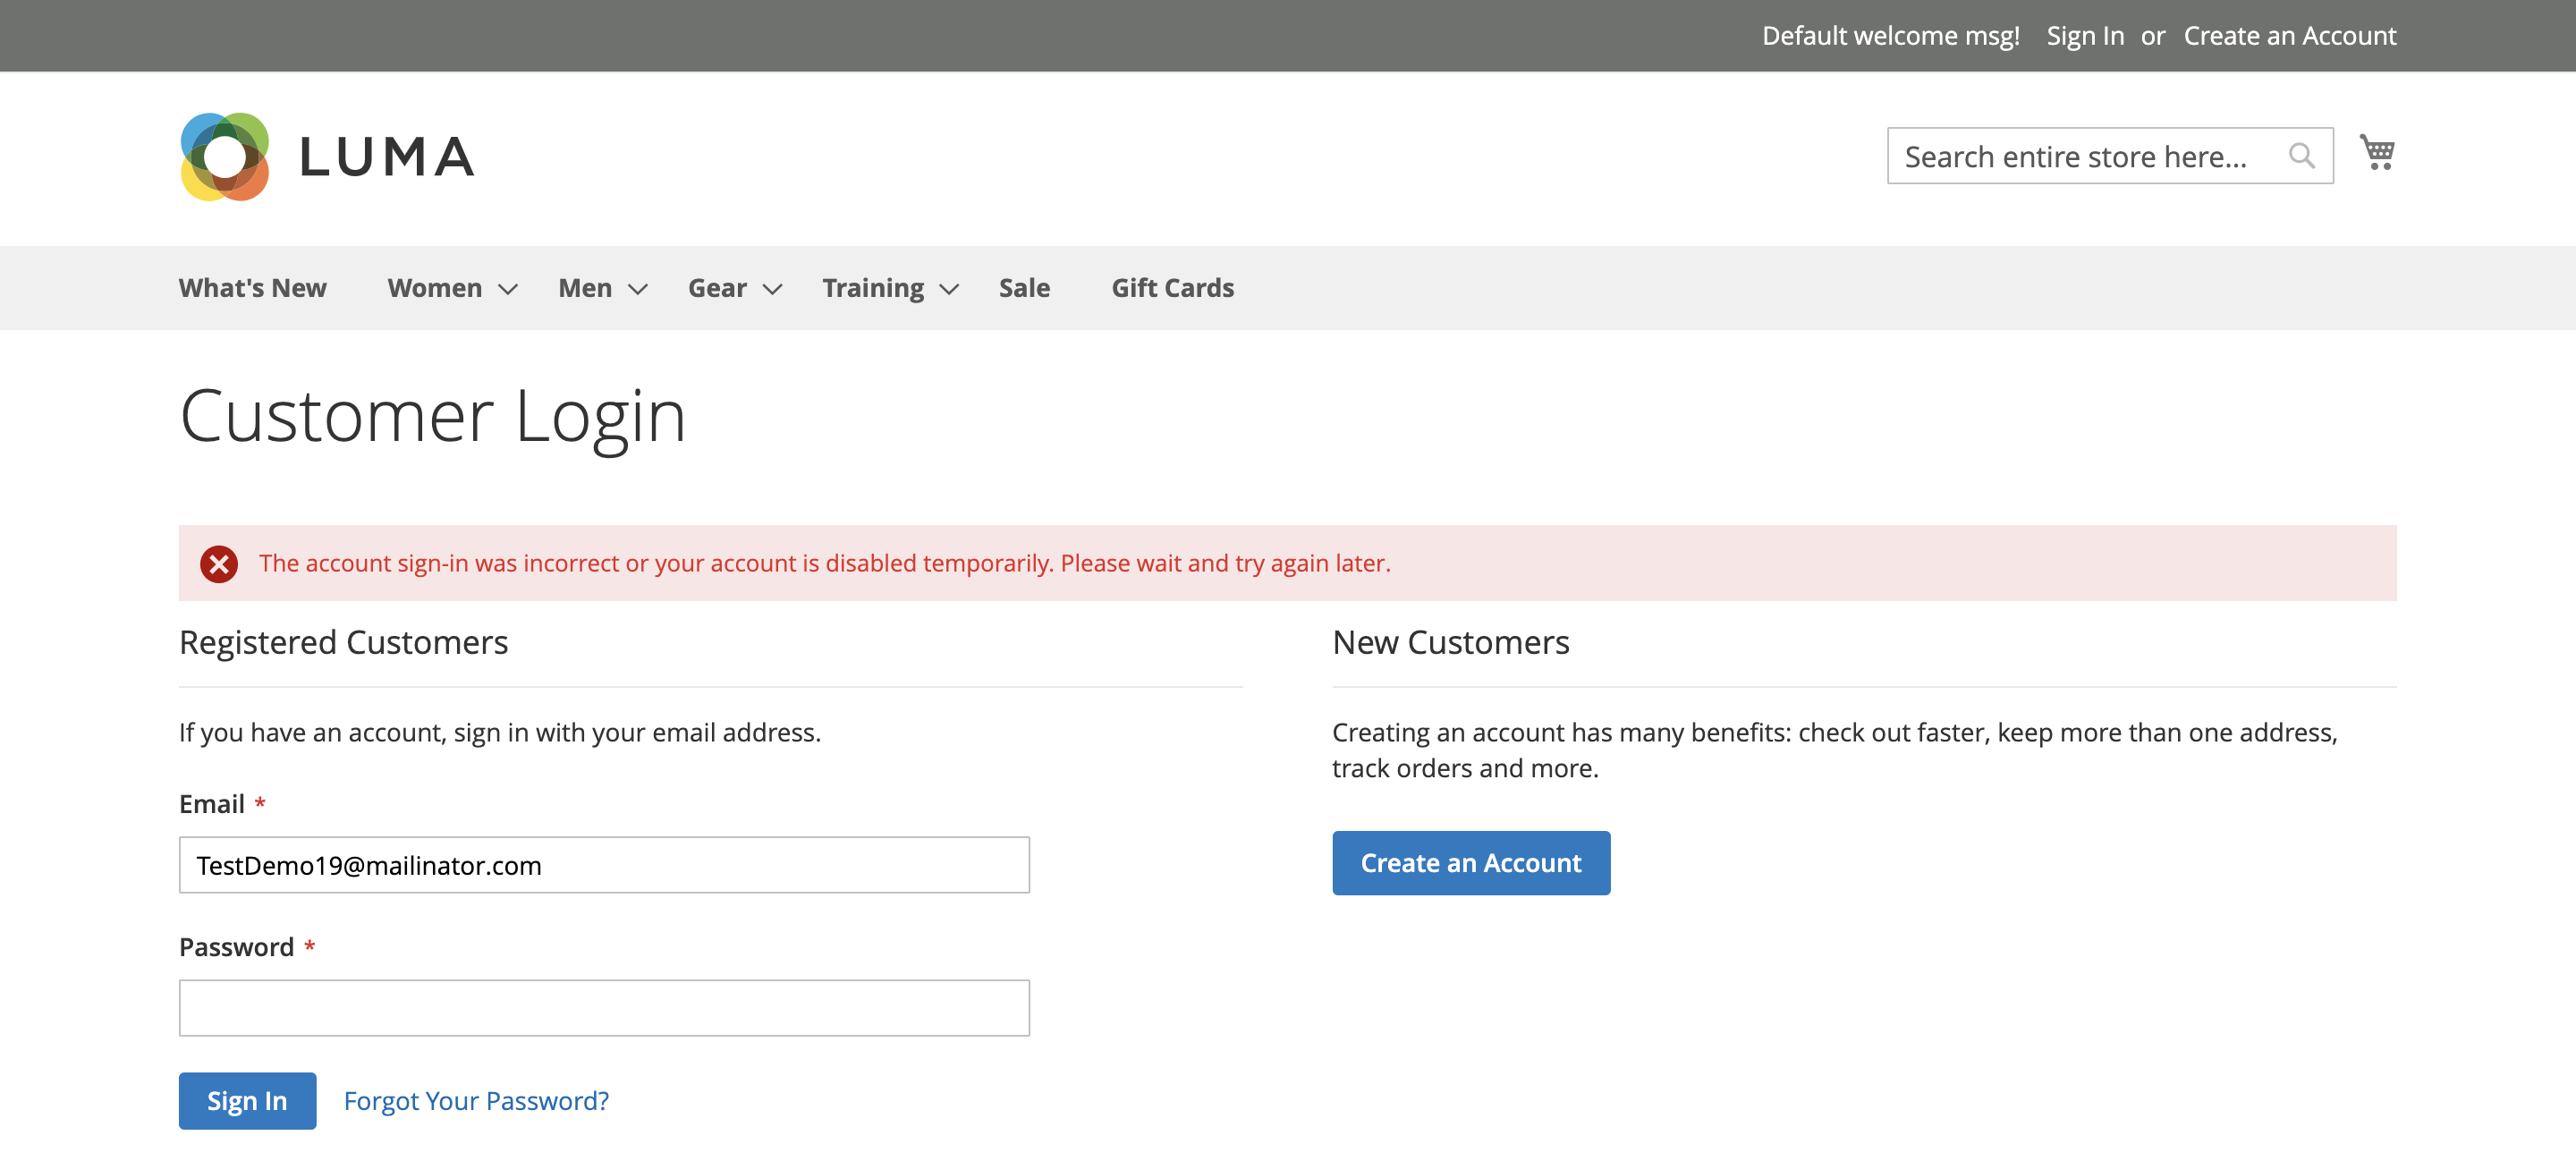 Default welcome msg! Sign In or Create an Account
LUMA
Search entire store here...
What's New Women Men Gear Training Sale Gift Cards
Customer Login
The account sign-in was incorrect or your account is disabled temporarily. Please wait and try again later.
Registered Customers
If you have an account, sign in with your email address.
Email *
TestDemo19@mailinator.com
Password *
Sign In Forgot Your Password?
New Customers
Creating an account has many benefits: check out faster, keep more than one address,
track orders and more.
Create an Account